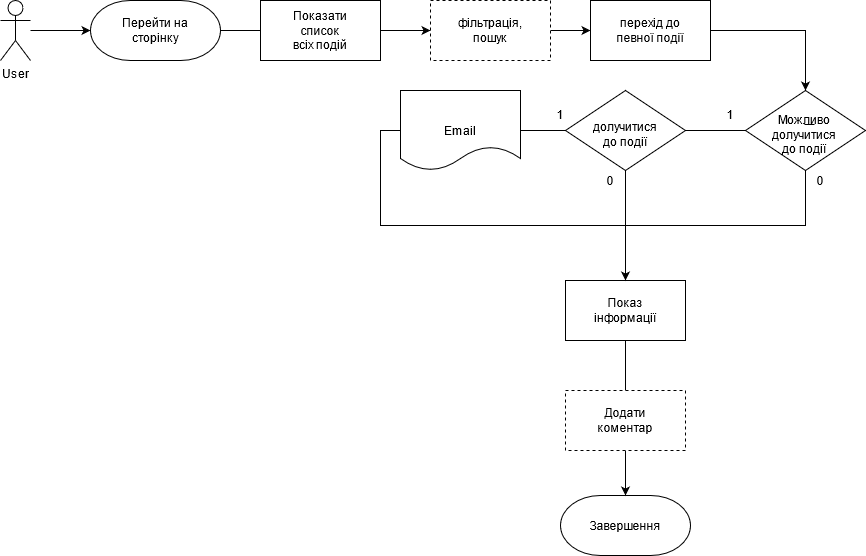 User
Перейти на
сторінку
Показати
список
всіх подій
фільтрація,
пошук
перехід до
певної події
Email
1
долучитися
до події
0
1
Можливо
долучитися
до події
0
Показ
інформації
Додати
коментар
Завершення